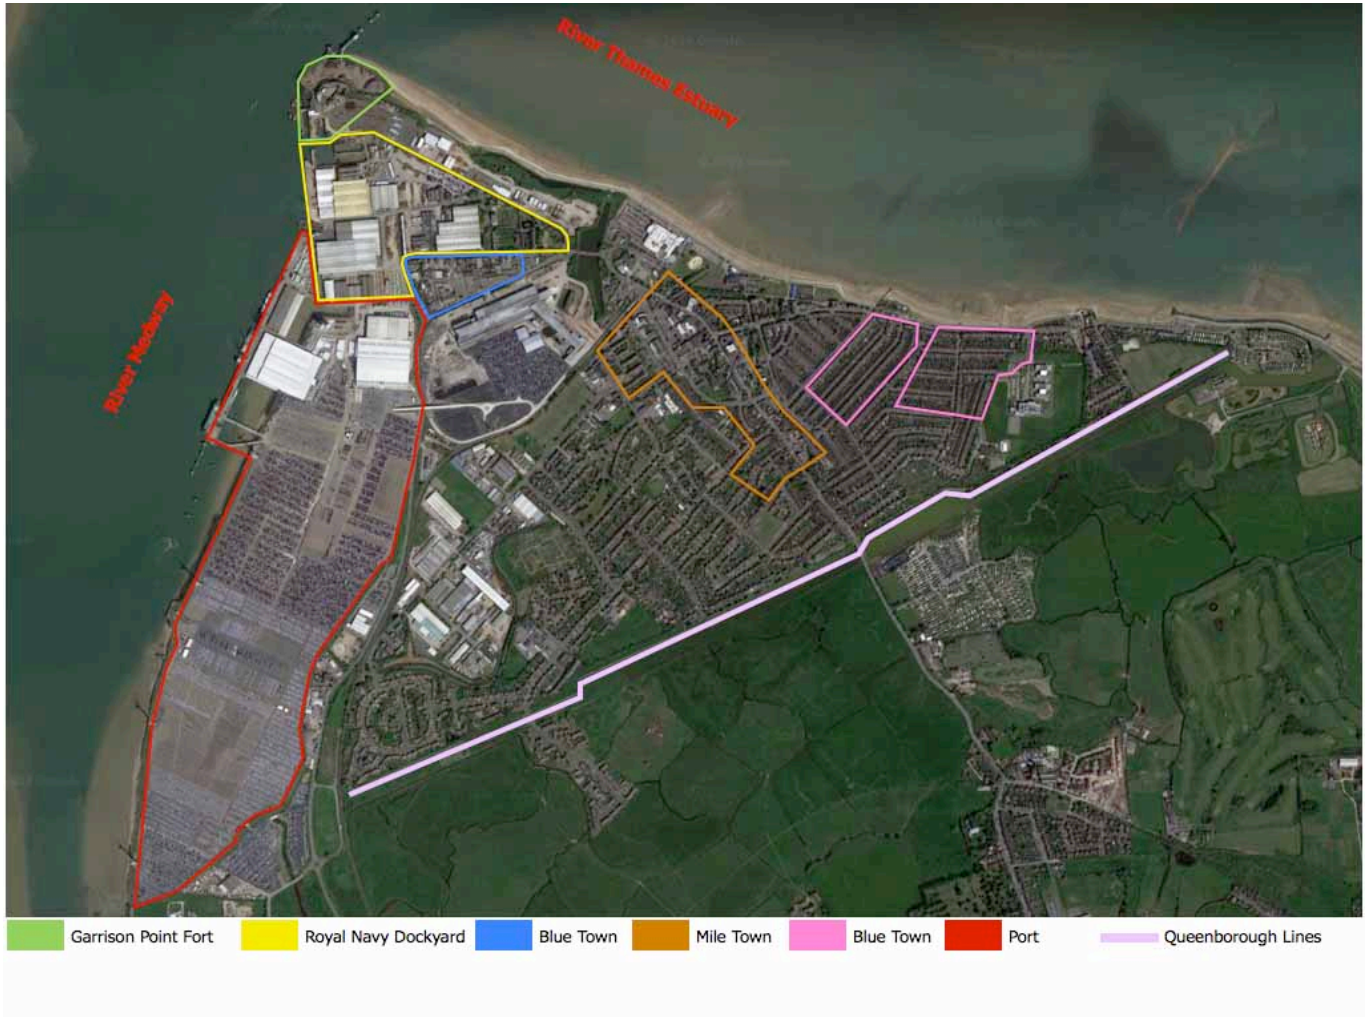 River Thames Estuary
River Medway
Garrison Point Fort
Royal Navy Dockyard
Blue Town
Mile Town
Blue Town
Port
Queenborough Lines